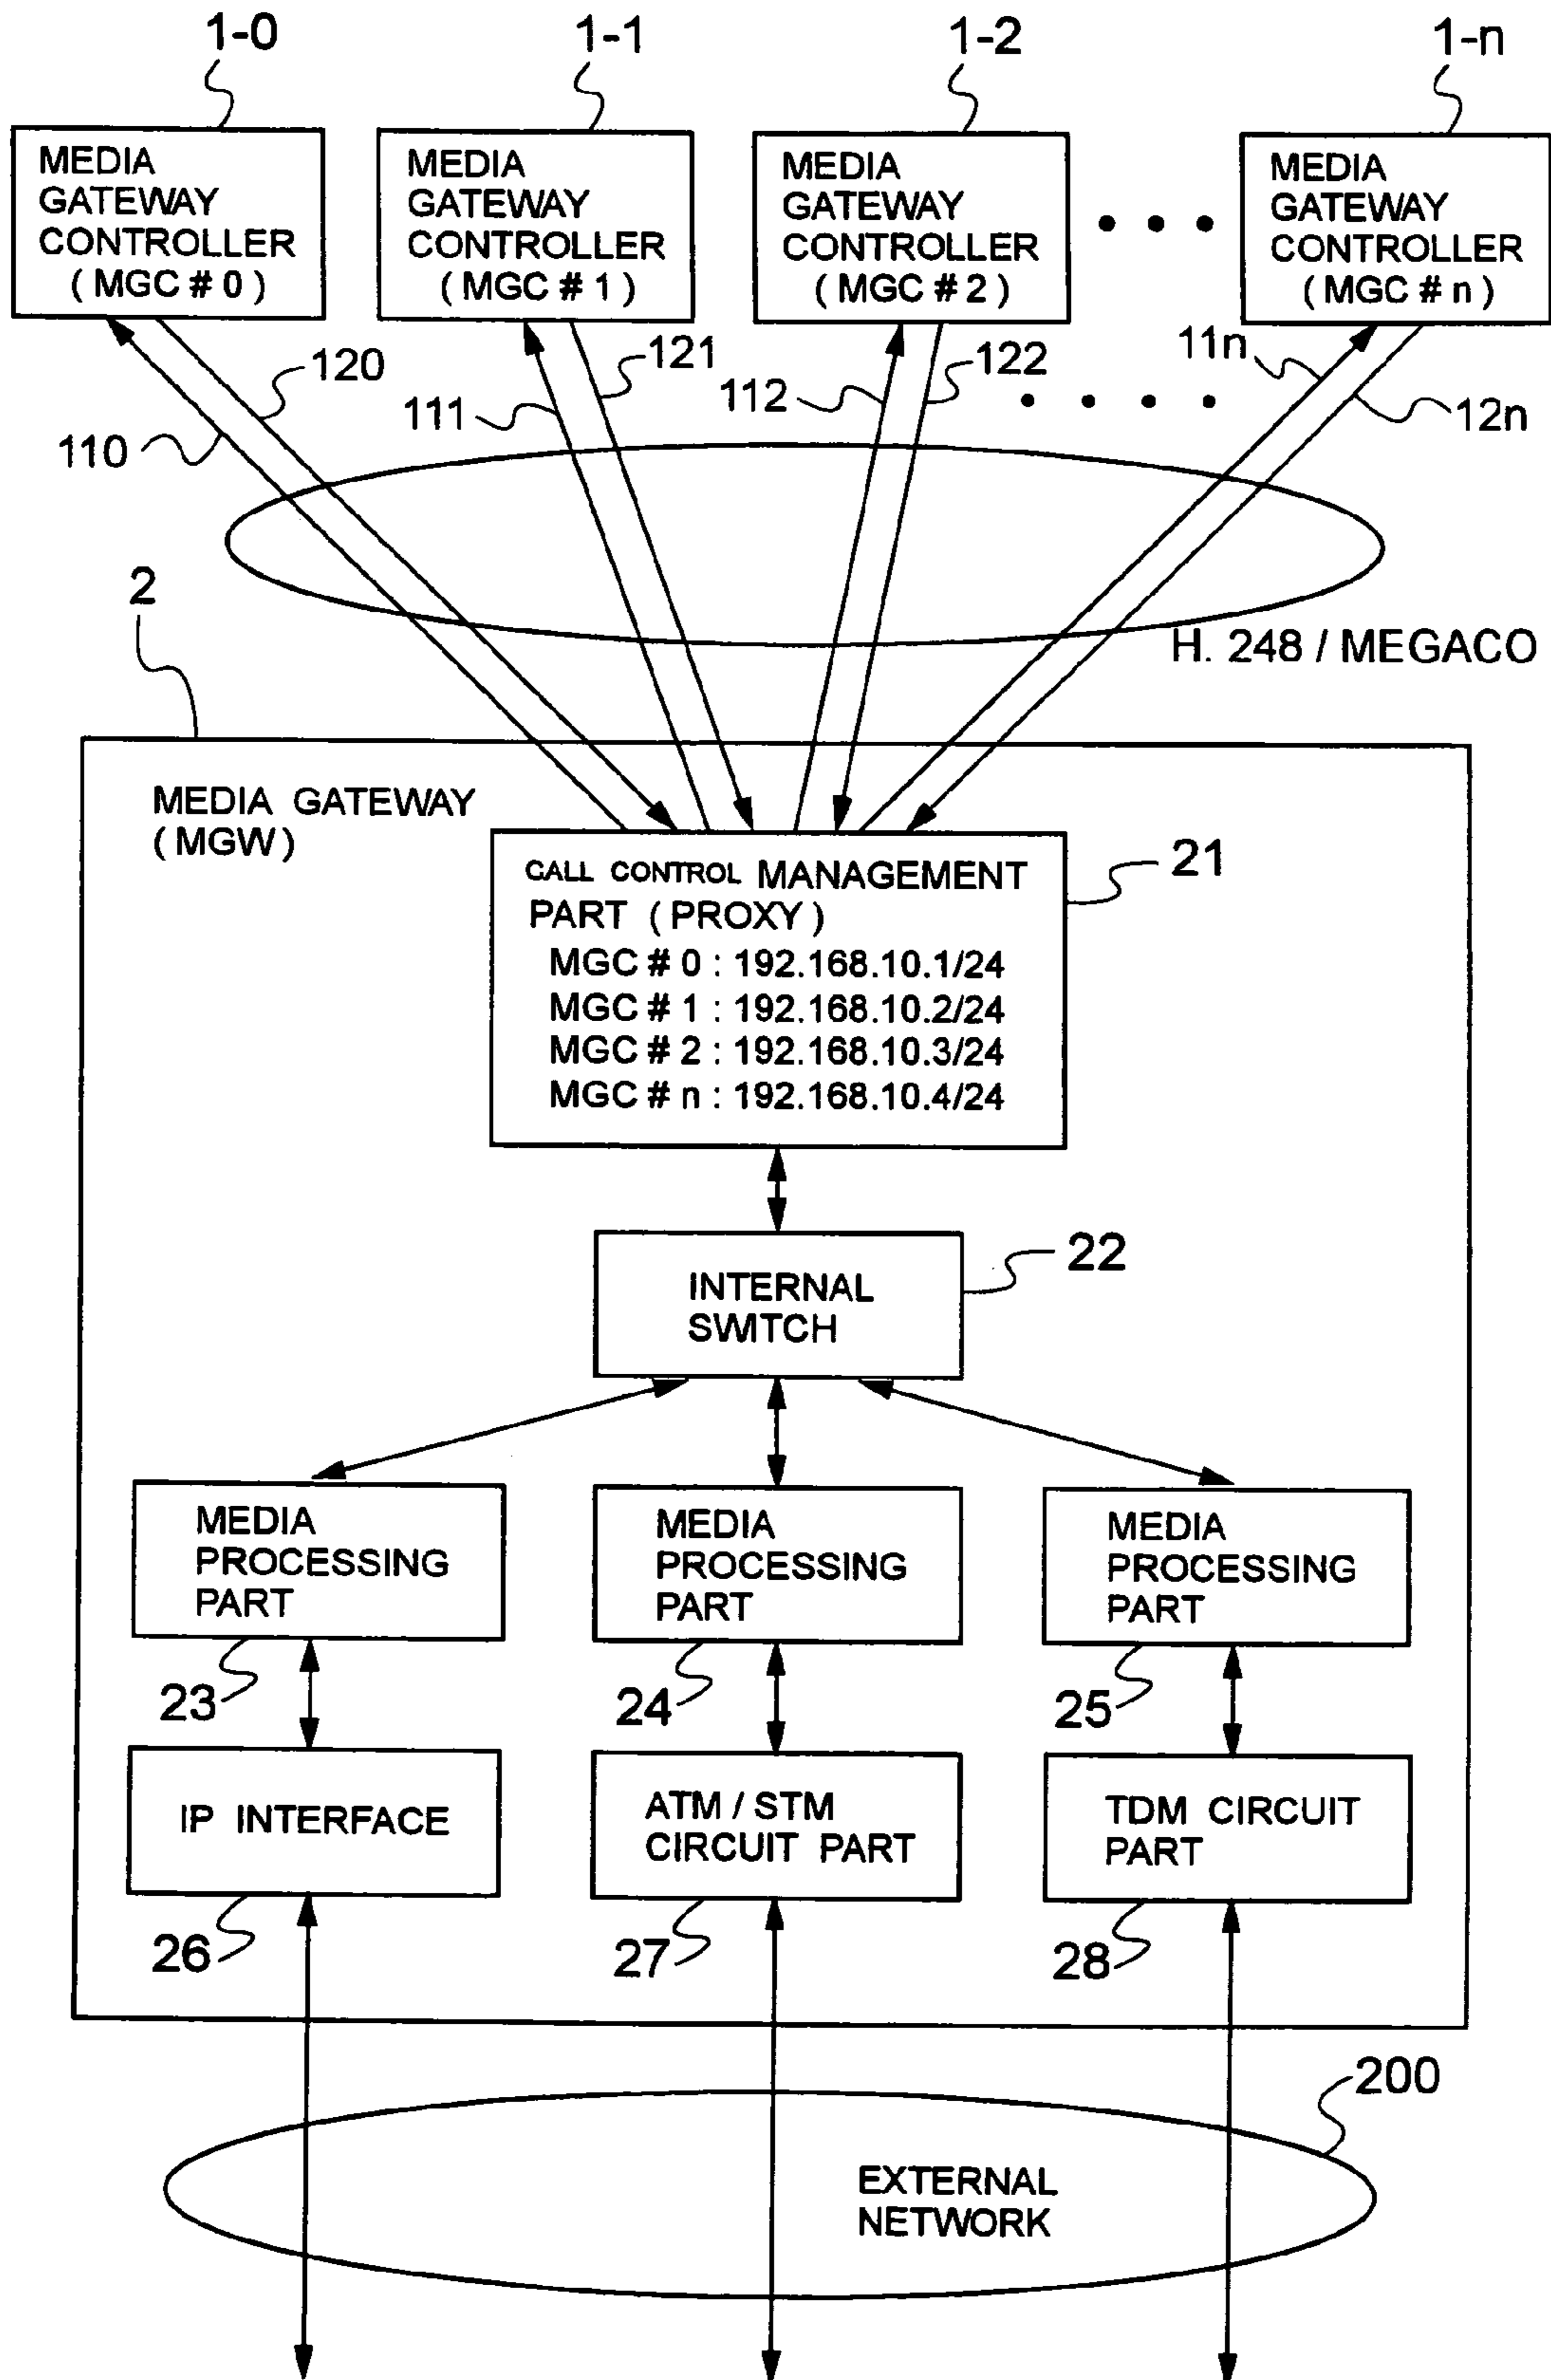 1-0
1-1
1-2
1-n
MEDIA
GATEWAY
CONTROLLER
( MGC # 0 )
MEDIA
GATEWAY
CONTROLLER
( MGC # 1 )
MEDIA
GATEWAY
CONTROLLER
( MGC # 2 )
• • •
MEDIA
GATEWAY
CONTROLLER
( MGC # n )
110
120
111
121
112
122
• • • •
11n
12n
H. 248 / MEGACO
2
MEDIA GATEWAY
( MGW )
CALL CONTROL MANAGEMENT
PART ( PROXY )
MGC # 0 : 192.168.10.1/24
MGC # 1 : 192.168.10.2/24
MGC # 2 : 192.168.10.3/24
MGC # n : 192.168.10.4/24
21
INTERNAL
SWITCH
22
MEDIA
PROCESSING
PART
23
MEDIA
PROCESSING
PART
24
MEDIA
PROCESSING
PART
25
IP INTERFACE
26
ATM / STM
CIRCUIT PART
27
TDM CIRCUIT
PART
28
200
EXTERNAL
NETWORK